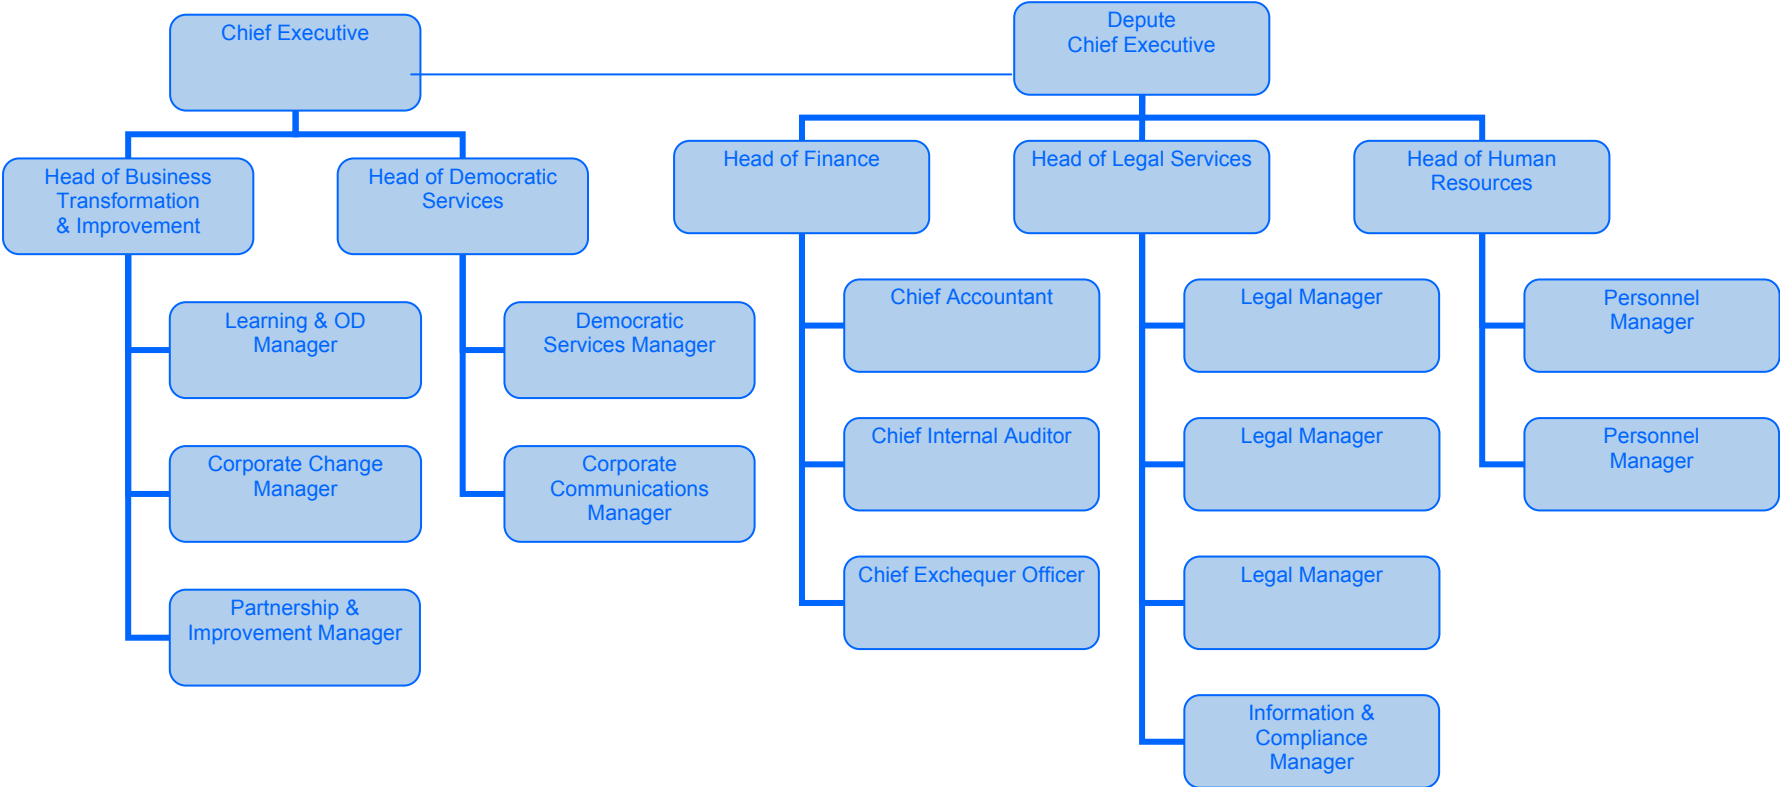 Chief Executive
Depute
Chief Executive
Head of Business
Transformation
& Improvement
Head of Democratic
Services
Head of Finance
Head of Legal Services
Head of Human
Resources
Learning & OD
Manager
Corporate Change
Manager
Partnership &
Improvement Manager
Democratic
Services Manager
Corporate
Communications
Manager
Chief Accountant
Chief Internal Auditor
Chief Exchequer Officer
Legal Manager
Legal Manager
Legal Manager
Information &
Compliance
Manager
Personnel
Manager
Personnel
Manager